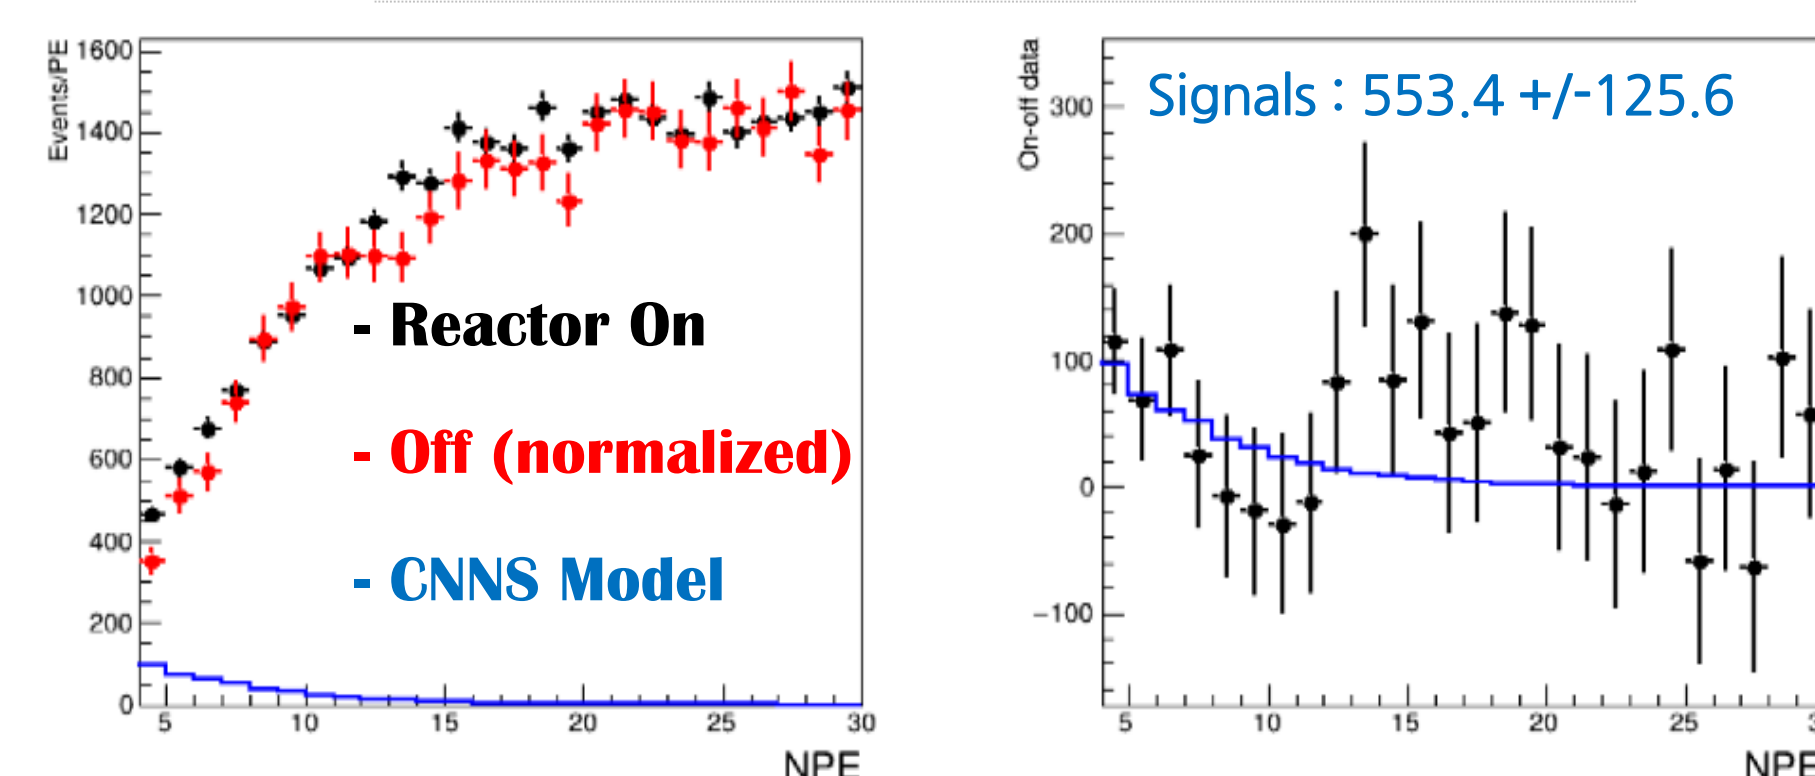 Events/PE
1600
1400
1200
1000
800
600
400
200
0
5 10 15 20 25 30
NPE
- Reactor On
- Off (normalized)
- CNNS Model
On-off data
Signals : 553.4 +/-125.6
300
200
100
0
−100
5 10 15 20 25 3
NPE